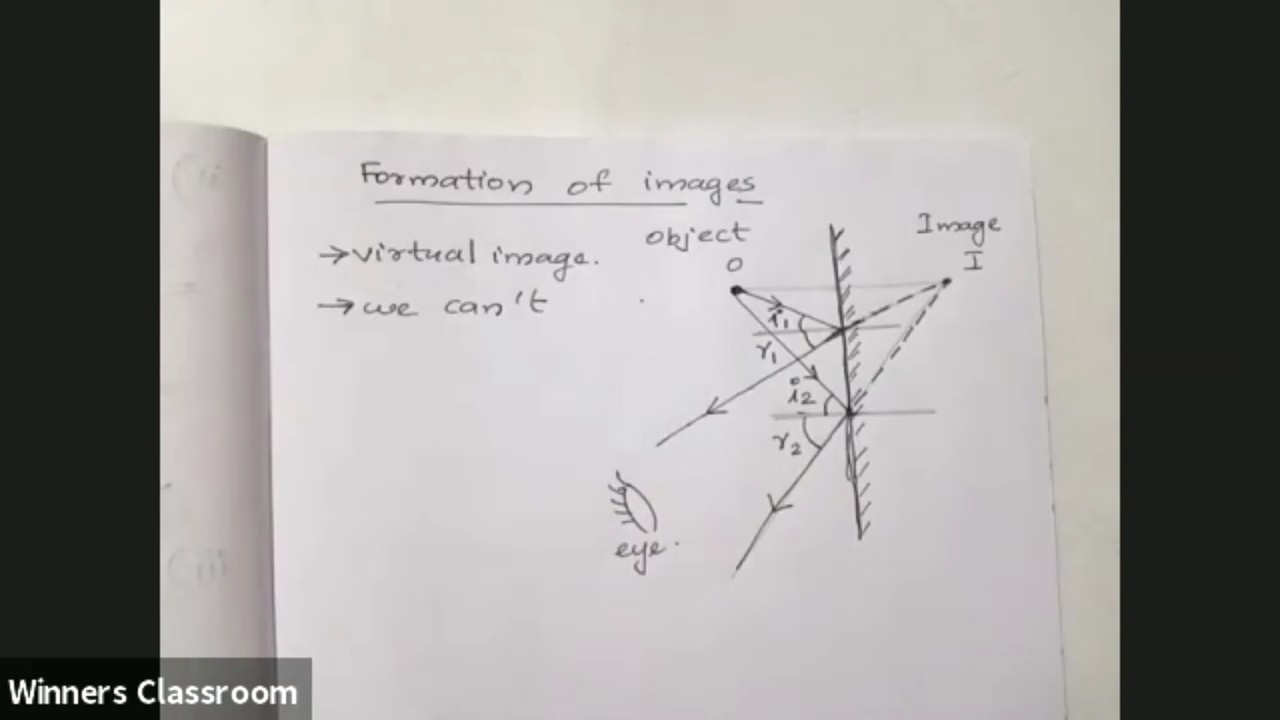 Formation of images
→ virtual image.
→ we can't
object
O
Image
I
i₁
r₁
i₂
r₂
eye.
Winners Classroom